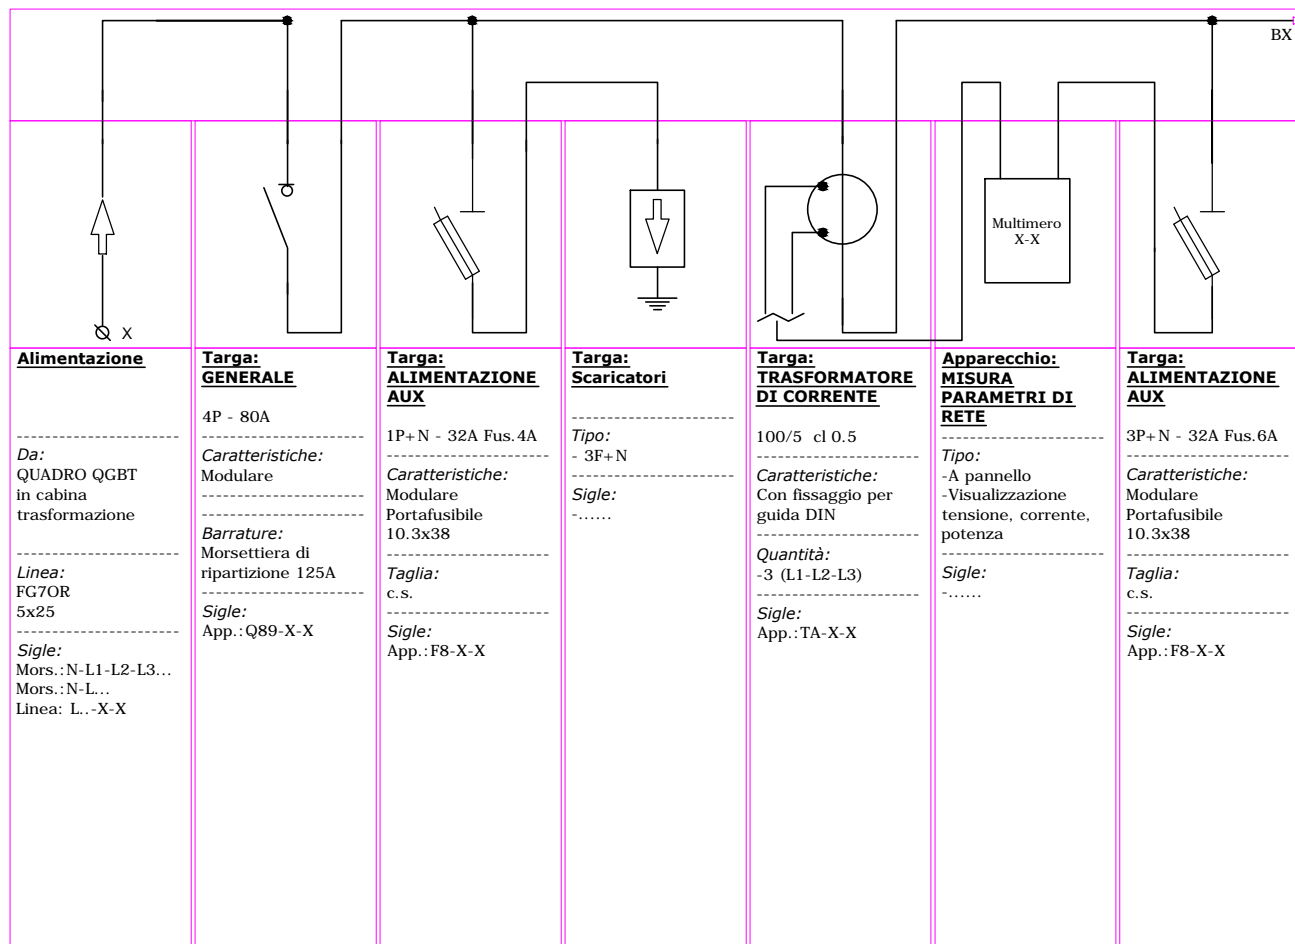 BX
X
Multimero
X-X
Alimentazione
Da:
QUADRO QGBT
in cabina
trasformazione
Linea:
FG7OR
5x25
Sigle:
Mors.:N-L1-L2-L3...
Mors.:N-L...
Linea: L..-X-X
Targa:
GENERALE
4P - 80A
Caratteristiche:
Modulare
Barrature:
Morsettiera di
ripartizione 125A
Sigle:
App.:Q89-X-X
Targa:
ALIMENTAZIONE
AUX
1P+N - 32A Fus.4A
Caratteristiche:
Modulare
Portafusibile
10.3x38
Taglia:
c.s.
Sigle:
App.:F8-X-X
Targa:
Scaricatori
Tipo:
- 3F+N
Sigle:
-......
Targa:
TRASFORMATORE
DI CORRENTE
100/5 cl 0.5
Caratteristiche:
Con fissaggio per
guida DIN
Quantità:
-3 (L1-L2-L3)
Sigle:
App.:TA-X-X
Apparecchio:
MISURA
PARAMETRI DI
RETE
Tipo:
-A pannello
-Visualizzazione
tensione, corrente,
potenza
Sigle:
-......
Targa:
ALIMENTAZIONE
AUX
3P+N - 32A Fus.6A
Caratteristiche:
Modulare
Portafusibile
10.3x38
Taglia:
c.s.
Sigle:
App.:F8-X-X